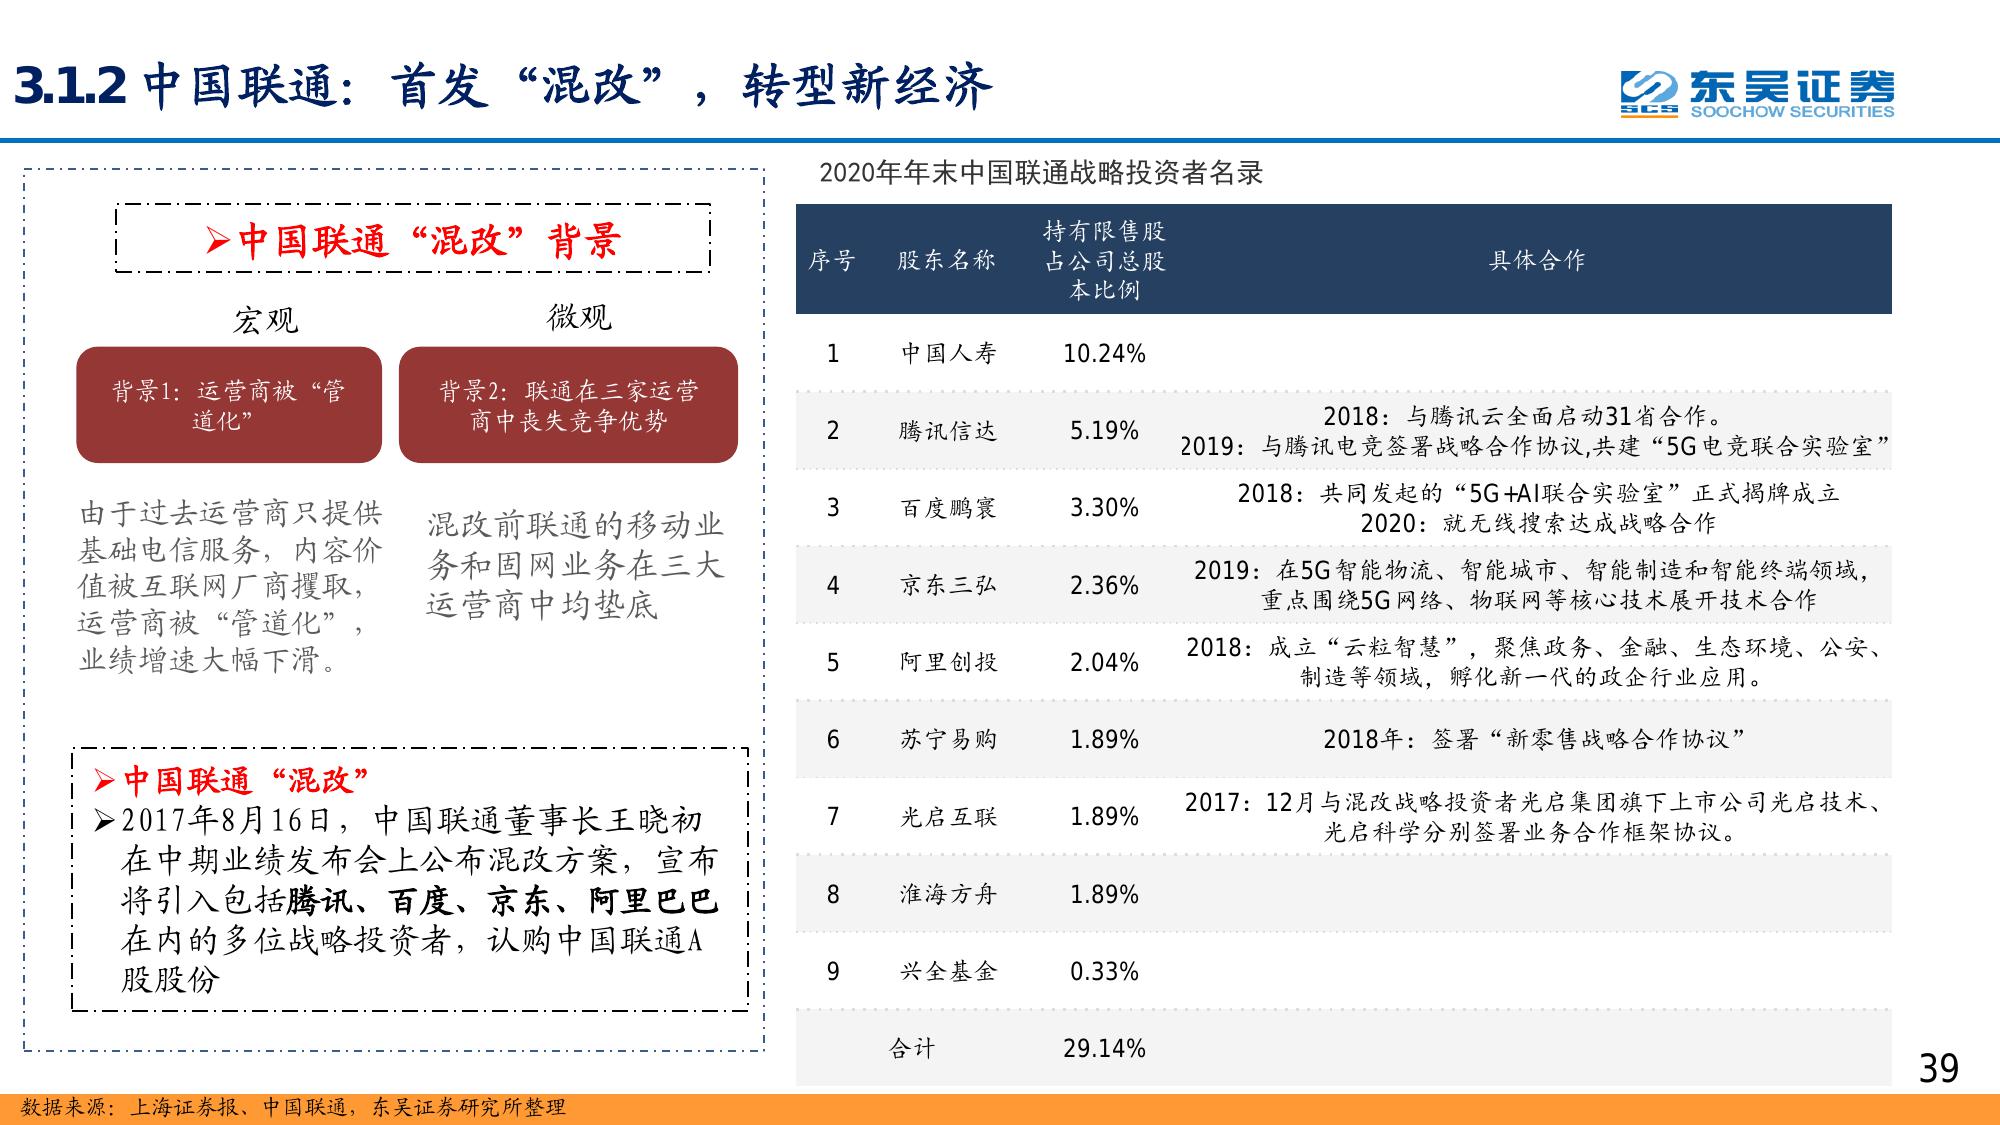 3.1.2 中国联通：首发“混改”，转型新经济
东吴证券
SCS
SOOCHOW SECURITIES
➢中国联通“混改”背景
宏观
微观
背景1：运营商被“管
道化”
背景2：联通在三家运营
商中丧失竞争优势
由于过去运营商只提供
基础电信服务，内容价
值被互联网厂商攫取，
运营商被“管道化”，
业绩增速大幅下滑。
混改前联通的移动业
务和固网业务在三大
运营商中均垫底
➢中国联通“混改”
➢2017年8月16日，中国联通董事长王晓初
在中期业绩发布会上公布混改方案，宣布
将引入包括腾讯、百度、京东、阿里巴巴
在内的多位战略投资者，认购中国联通A
股股份
2020年年末中国联通战略投资者名录
序号 股东名称 持有限售股
占公司总股
本比例 具体合作
1 中国人寿 10.24%
2 腾讯信达 5.19% 2018：与腾讯云全面启动31省合作。
2019：与腾讯电竞签署战略合作协议,共建“5G电竞联合实验室”
3 百度鹏寰 3.30% 2018：共同发起的“5G+AI联合实验室”正式揭牌成立
2020：就无线搜索达成战略合作
4 京东三弘 2.36% 2019：在5G智能物流、智能城市、智能制造和智能终端领域，
重点围绕5G网络、物联网等核心技术展开技术合作
5 阿里创投 2.04% 2018：成立“云粒智慧”，聚焦政务、金融、生态环境、公安、
制造等领域，孵化新一代的政企行业应用。
6 苏宁易购 1.89% 2018年：签署“新零售战略合作协议”
7 光启互联 1.89% 2017：12月与混改战略投资者光启集团旗下上市公司光启技术、
光启科学分别签署业务合作框架协议。
8 淮海方舟 1.89%
9 兴全基金 0.33%
合计 29.14%
39
数据来源：上海证券报、中国联通，东吴证券研究所整理